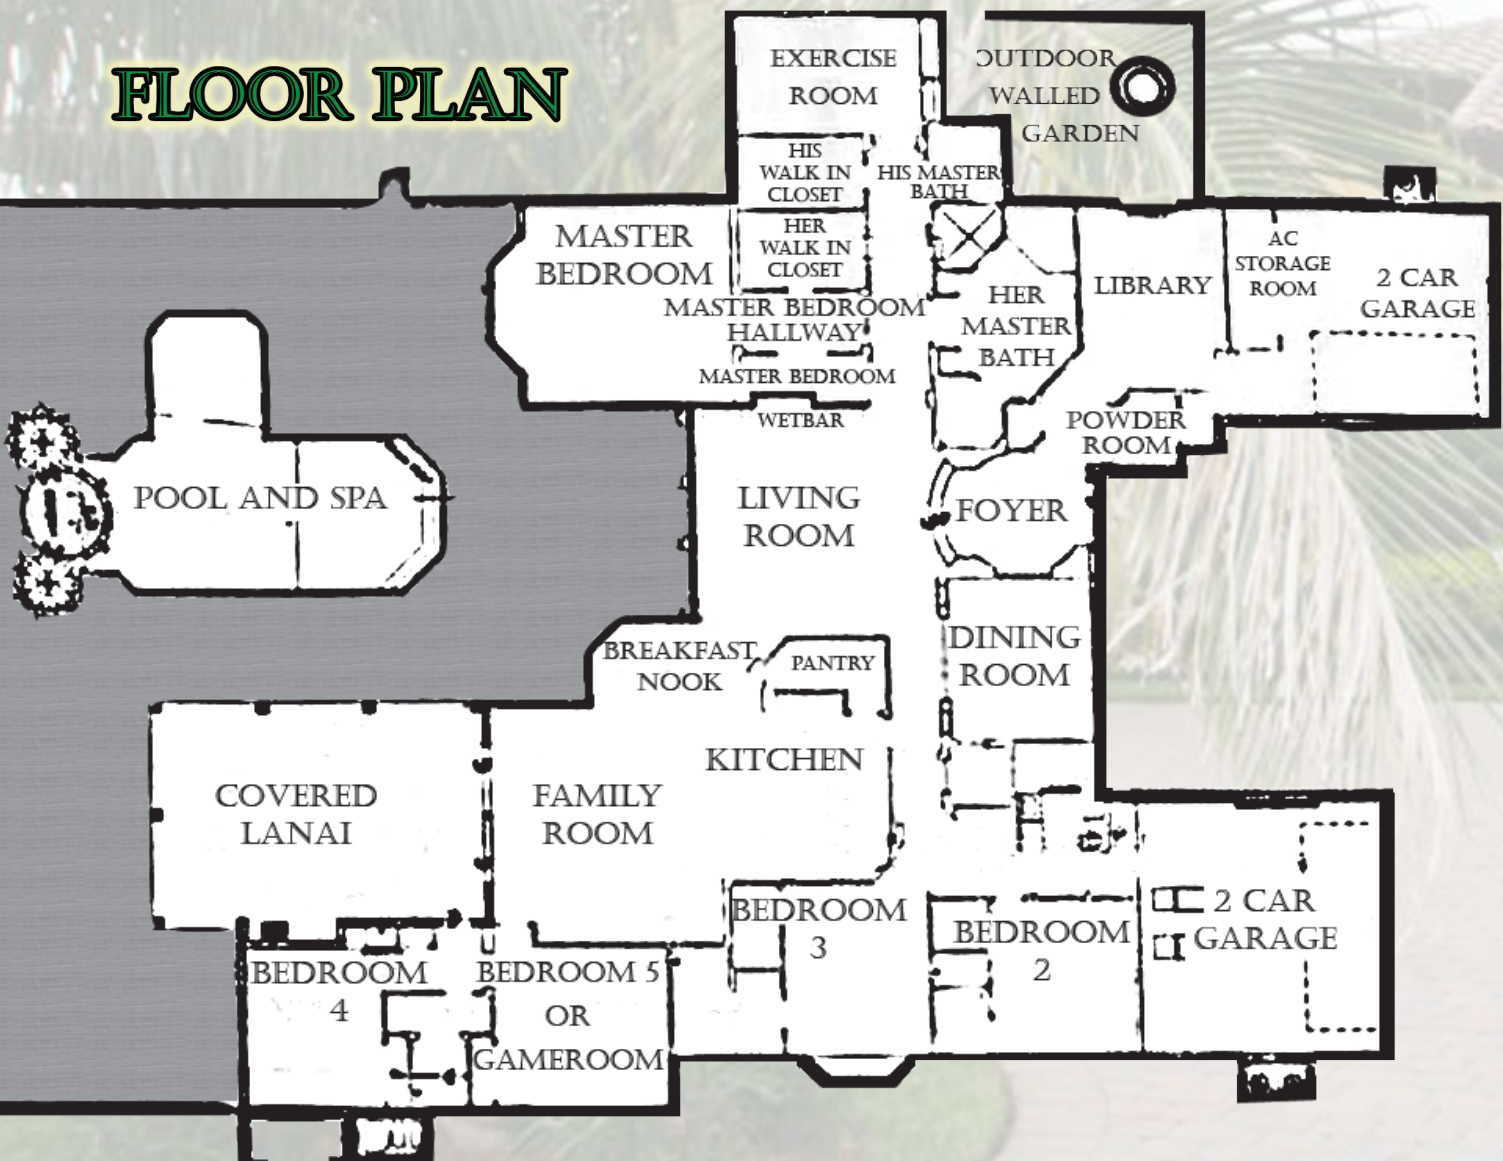 FLOOR PLAN
EXERCISE
ROOM
OUTDOOR
WALLED
GARDEN
HIS
WALK IN
CLOSET
HIS MASTER
BATH
HER
WALK IN
CLOSET
MASTER
BEDROOM
MASTER BEDROOM
HALLWAY
MASTER BEDROOM
WETBAR
HER
MASTER
BATH
LIBRARY
AC
STORAGE
ROOM
2 CAR
GARAGE
POWDER
ROOM
POOL AND SPA
LIVING
ROOM
FOYER
DINING
ROOM
BREAKFAST
NOOK
PANTRY
KITCHEN
COVERED
LANAI
FAMILY
ROOM
BEDROOM
3
BEDROOM
2
2 CAR
GARAGE
BEDROOM
4
BEDROOM 5
OR
GAMEROOM